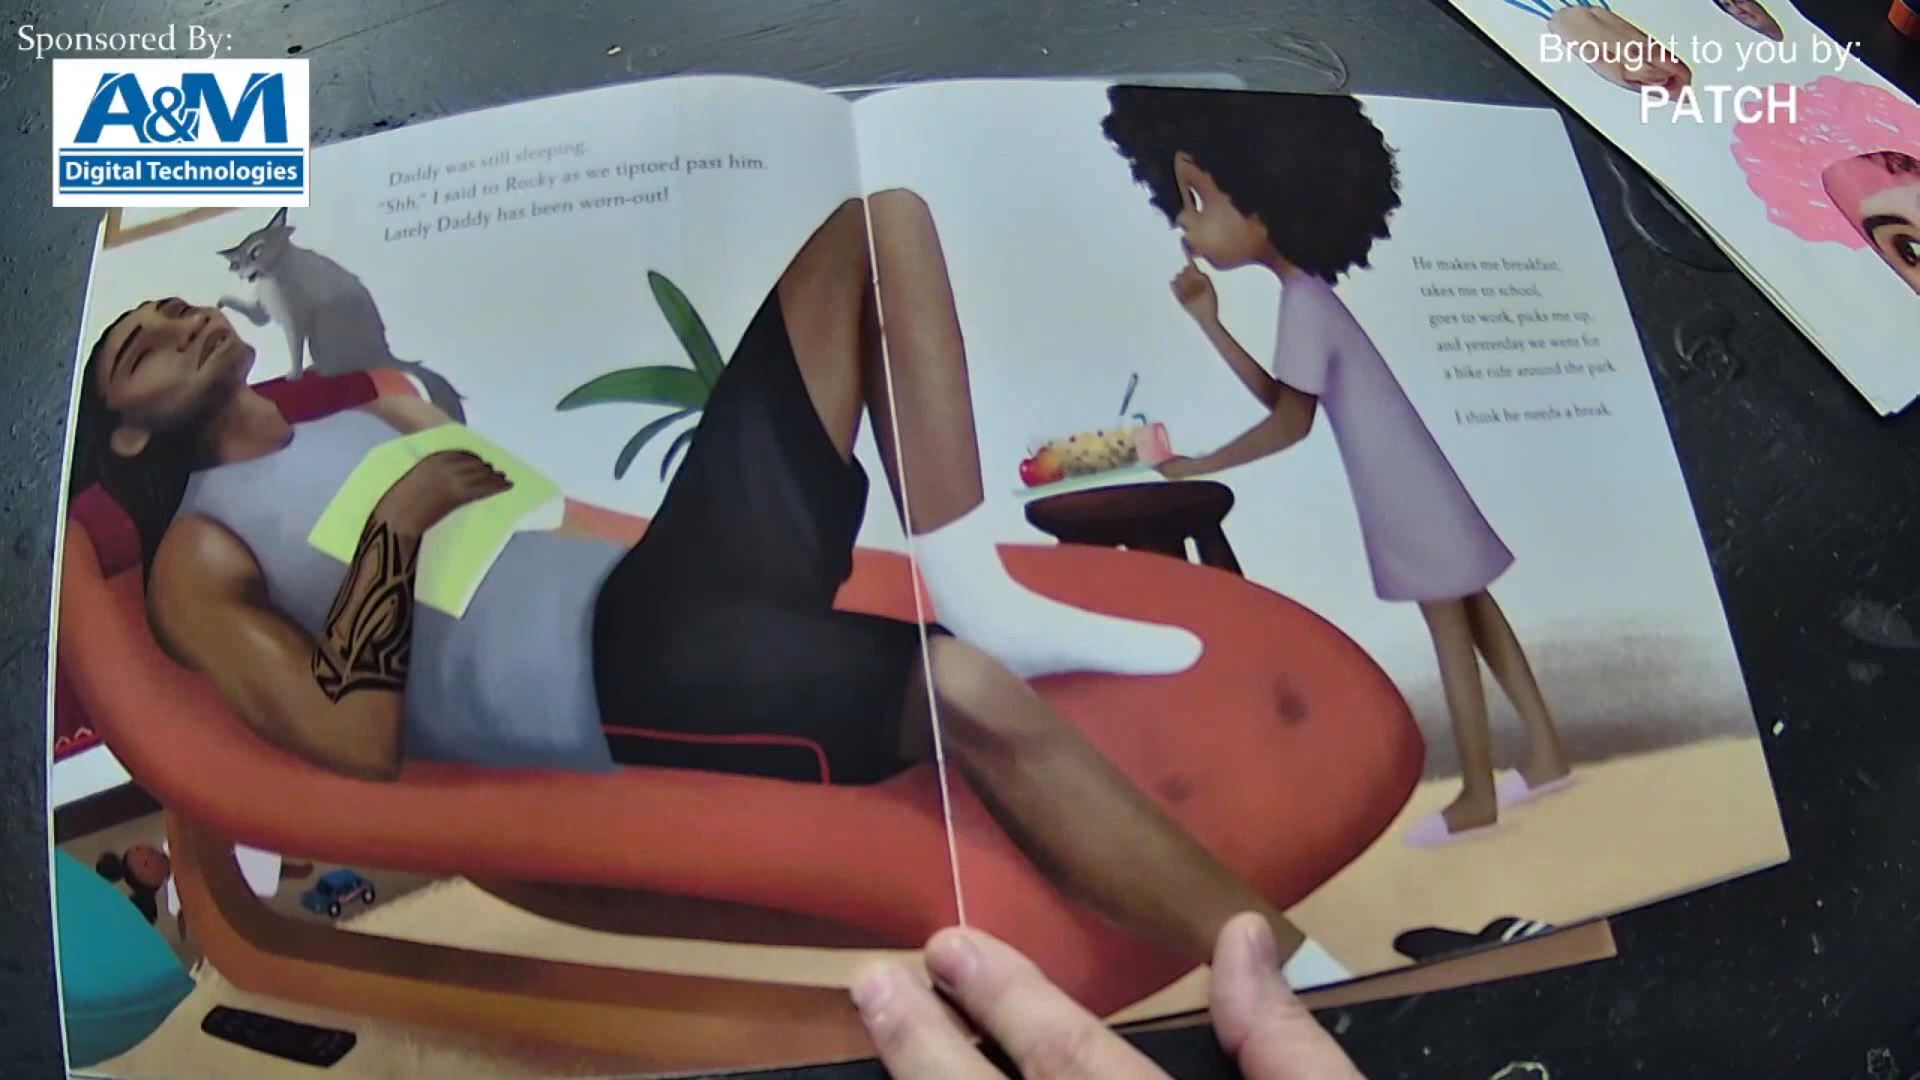 Sponsored By:
A&M
Digital Technologies
Brought to you by:
PATCH
Daddy was still sleeping.
"Shh," I said to Rocky as we tiptoed past him.
Lately Daddy has been worn-out!
He makes me breakfast,
takes me to school,
goes to work, picks me up,
and yesterday we went for
a bike ride around the park.
I think he needs a break.